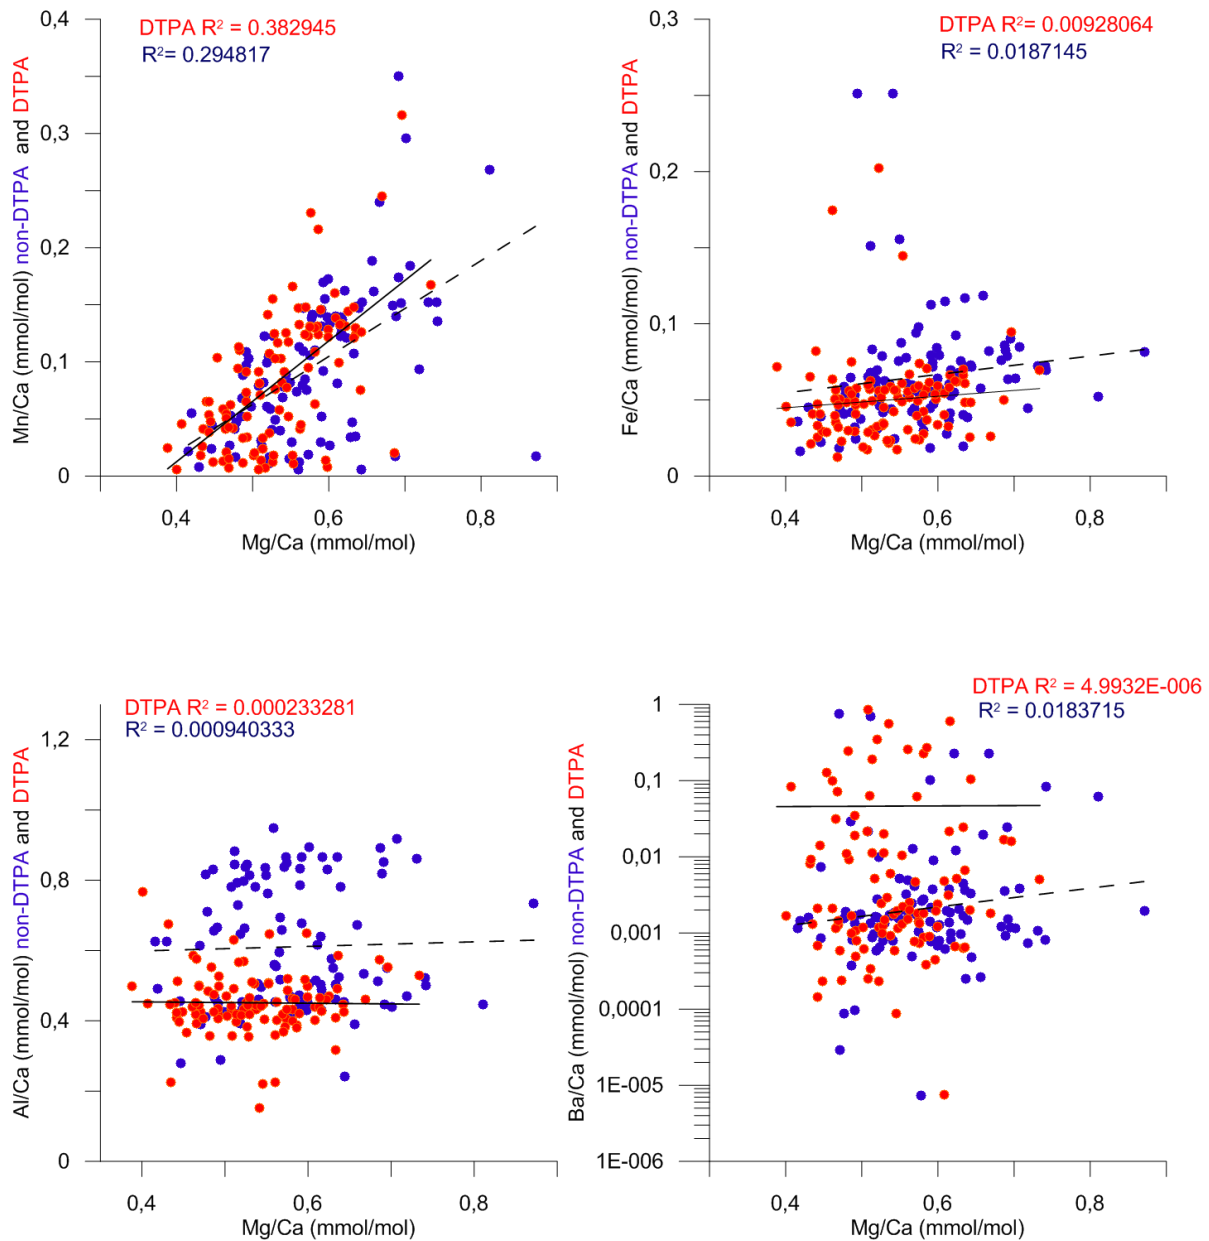 DTPA R² = 0.382945
R²= 0.294817
0,4
0,3
0,2
0,1
0
Mn/Ca (mmol/mol) non-DTPA and DTPA
0,4 0,6 0,8
Mg/Ca (mmol/mol)
DTPA R²= 0.00928064
R² = 0.0187145
0,3
0,2
0,1
0
Fe/Ca (mmol/mol) non-DTPA and DTPA
0,4 0,6 0,8
Mg/Ca (mmol/mol)
DTPA R² = 0.000233281
R² = 0.000940333
1,2
0,8
0,4
0
Al/Ca (mmol/mol) non-DTPA and DTPA
0,4 0,6 0,8
Mg/Ca (mmol/mol)
DTPA R² = 4.9932E-006
R² = 0.0183715
1
0,1
0,01
0,001
0,0001
1E-005
1E-006
Ba/Ca (mmol/mol) non-DTPA and DTPA
0,4 0,6 0,8
Mg/Ca (mmol/mol)